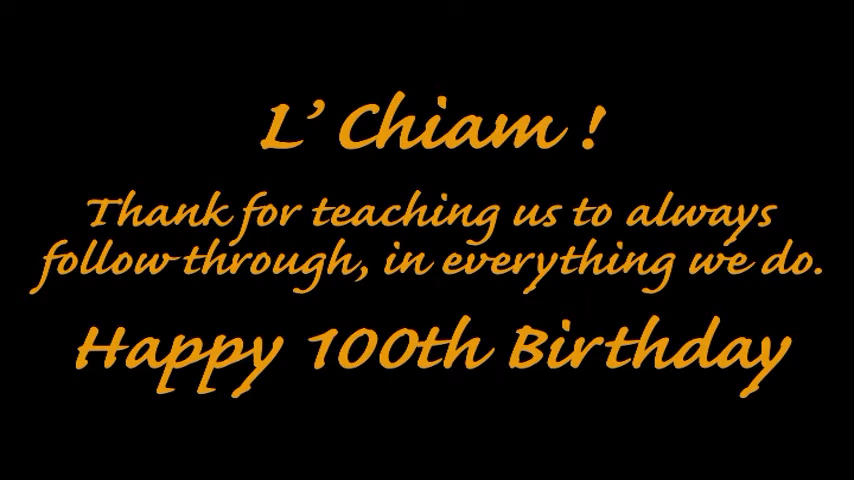 L' Chiam !
Thank for teaching us to always
follow through, in everything we do.
Happy 100th Birthday